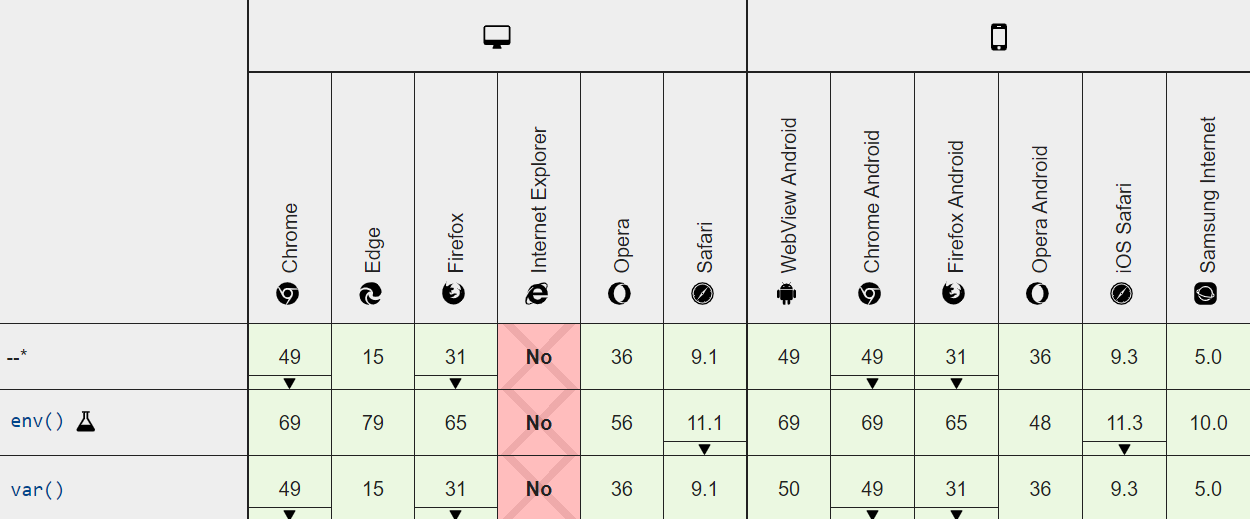 Chrome
Edge
Firefox
Internet Explorer
Opera
Safari
WebView Android
Chrome Android
Firefox Android
Opera Android
iOS Safari
Samsung Internet
--* 49 15 31 No 36 9.1 49 49 31 36 9.3 5.0
env() 69 79 65 No 56 11.1 69 69 65 48 11.3 10.0
var() 49 15 31 No 36 9.1 50 49 31 36 9.3 5.0